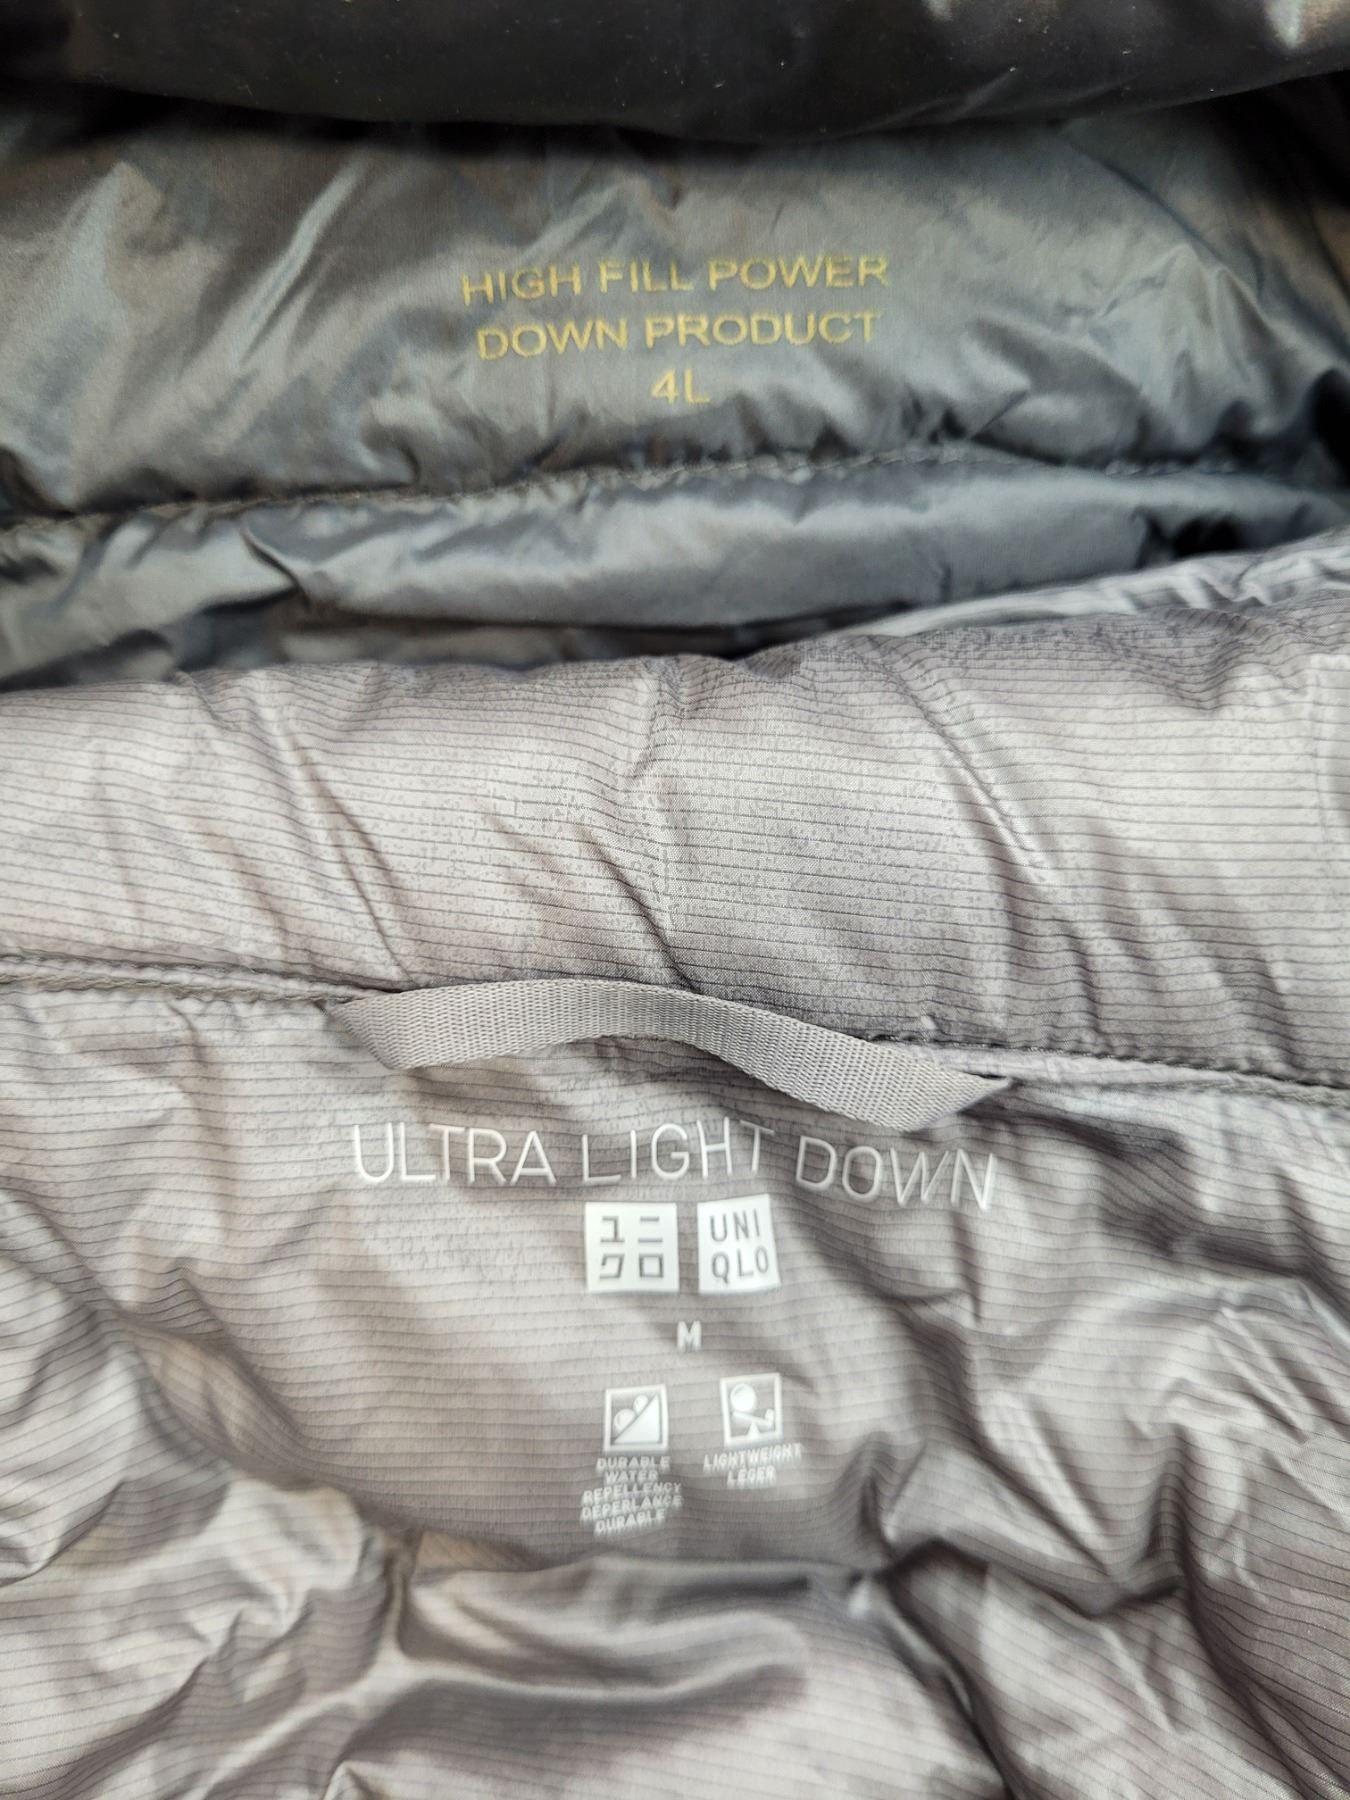 HIGH FILL POWER
DOWN PRODUCT
4L
ULTRA LIGHT DOWN
ユニ UNI
クロ QLO
M
DURABLE
WATER
REPELLENCY
DEPERLANCE
DURABLE
LIGHTWEIGHT
LÉGER